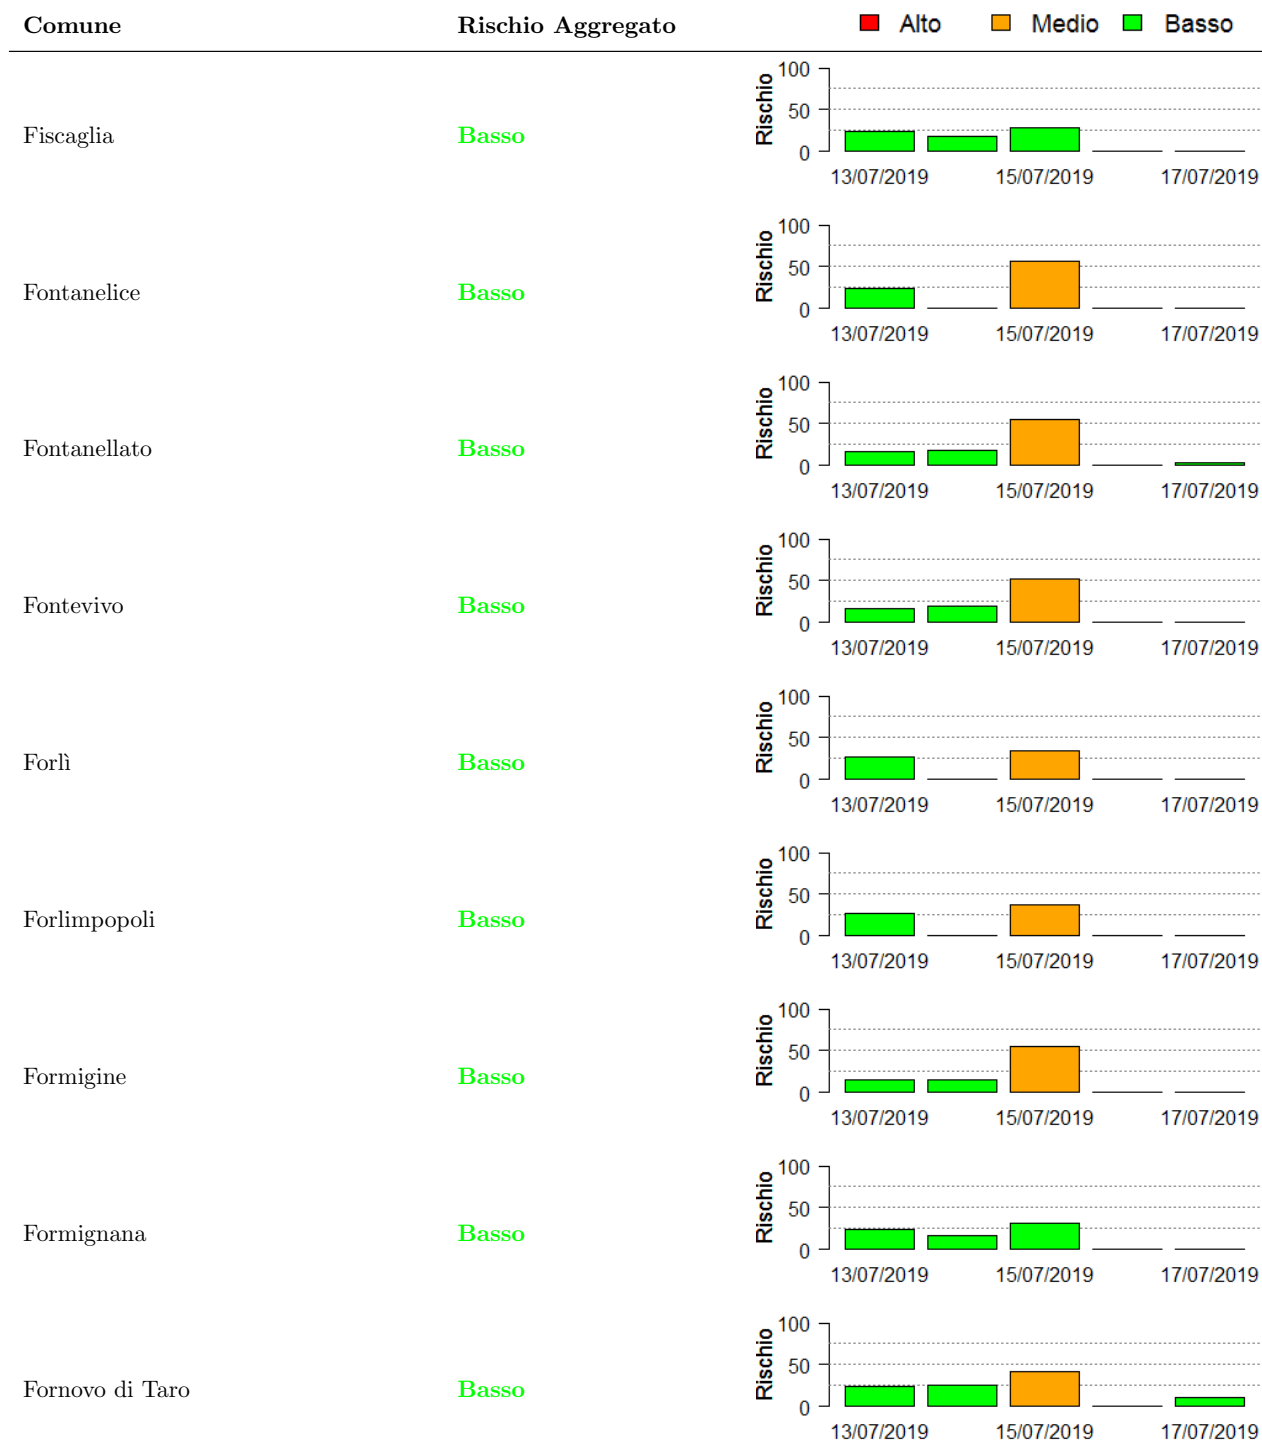 Comune Rischio Aggregato Alto Medio Basso
100
50
0
Rischio
Fiscaglia Basso
13/07/2019 15/07/2019 17/07/2019
100
50
0
Rischio
Fontanelice Basso
13/07/2019 15/07/2019 17/07/2019
100
50
0
Rischio
Fontanellato Basso
13/07/2019 15/07/2019 17/07/2019
100
50
0
Rischio
Fontevivo Basso
13/07/2019 15/07/2019 17/07/2019
100
50
0
Rischio
Forlì Basso
13/07/2019 15/07/2019 17/07/2019
100
50
0
Rischio
Forlimpopoli Basso
13/07/2019 15/07/2019 17/07/2019
100
50
0
Rischio
Formigine Basso
13/07/2019 15/07/2019 17/07/2019
100
50
0
Rischio
Formignana Basso
13/07/2019 15/07/2019 17/07/2019
100
50
0
Rischio
Fornovo di Taro Basso
13/07/2019 15/07/2019 17/07/2019